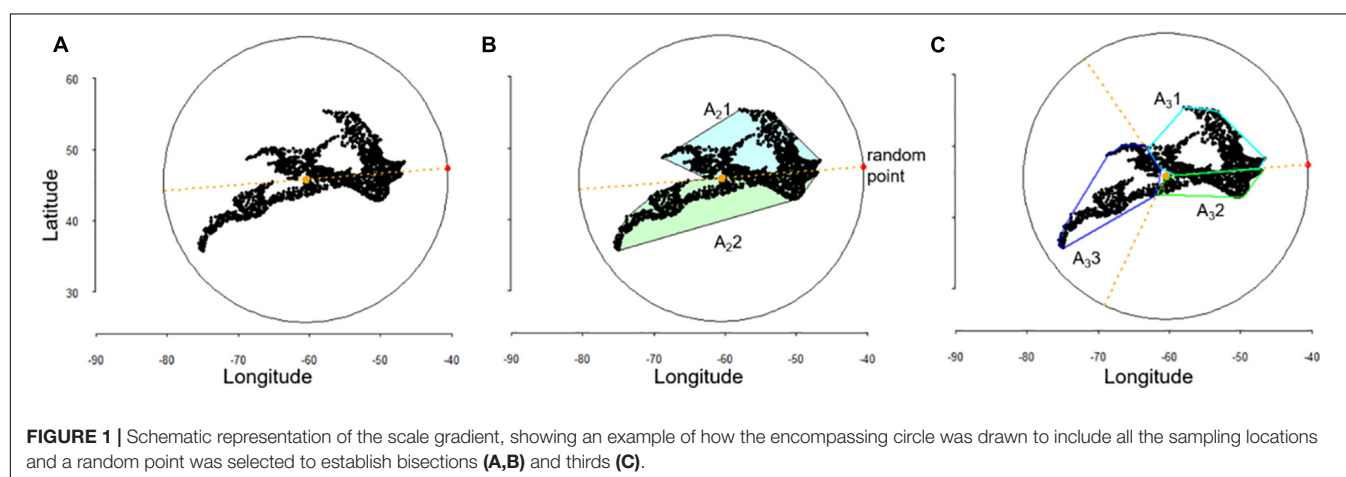 A
B
C
Latitude
60
50
40
30
-90
-80
-70
-60
-50
-40
Longitude
A₂1
A₂2
random
point
-90
-80
-70
-60
-50
-40
Longitude
A₃1
A₃2
A₃3
-90
-80
-70
-60
-50
-40
Longitude
FIGURE 1 | Schematic representation of the scale gradient, showing an example of how the encompassing circle was drawn to include all the sampling locations
and a random point was selected to establish bisections (A,B) and thirds (C).